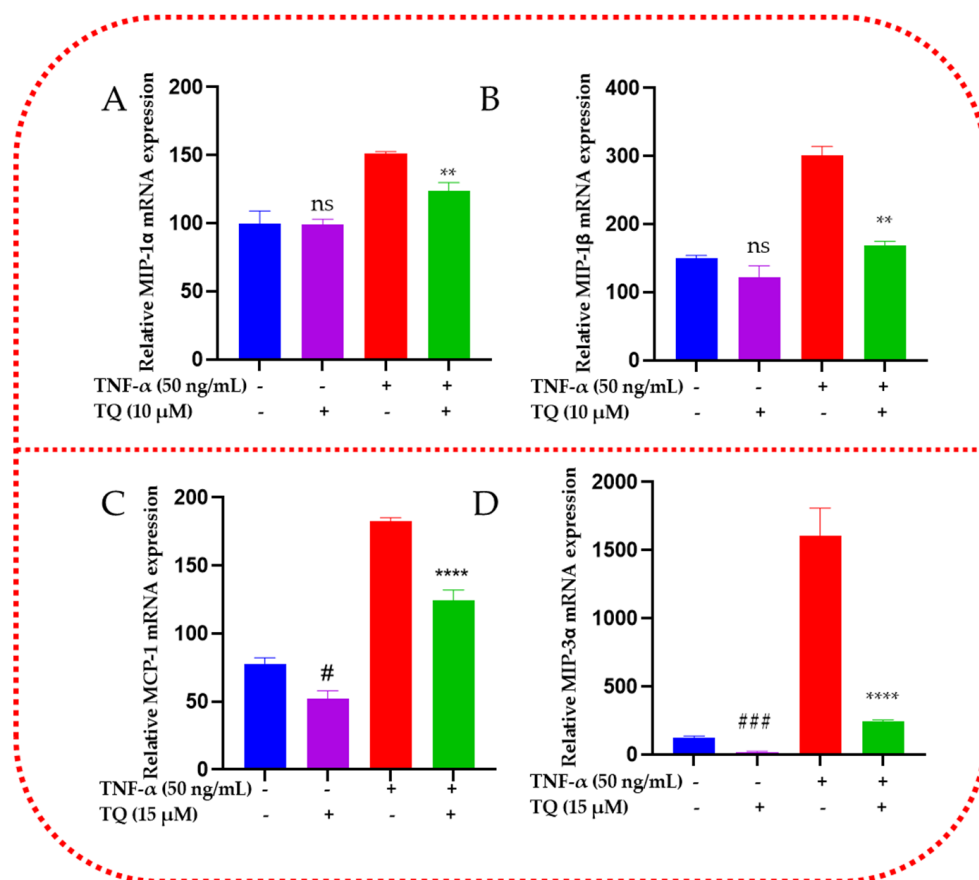 A
Relative MIP-1α mRNA expression
200
150
100
50
0
ns
**
TNF-α (50 ng/mL) - - + +
TQ (10 μM) - + - +
B
Relative MIP-1β mRNA expression
400
300
200
100
0
ns
**
TNF-α (50 ng/mL) - - + +
TQ (10 μM) - + - +
C
Relative MCP-1 mRNA expression
200
150
100
50
0
#
****
TNF-α (50 ng/mL) - - + +
TQ (15 μM) - + - +
D
Relative MIP-3α mRNA expression
2000
1500
1000
500
0
###
****
TNF-α (50 ng/mL) - - + +
TQ (15 μM) - + - +